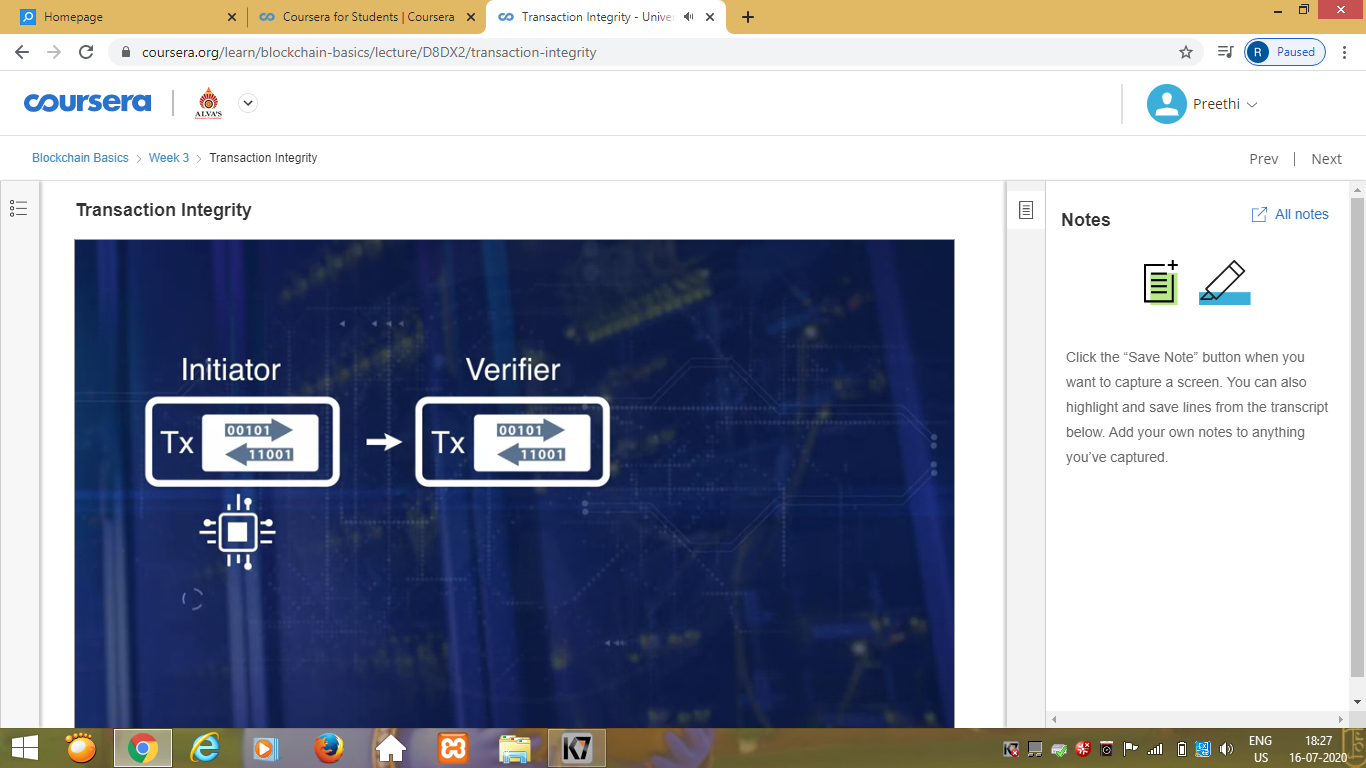 Homepage
Coursera for Students | Coursera
Transaction Integrity - Univer
coursera.org/learn/blockchain-basics/lecture/D8DX2/transaction-integrity
R Paused
coursera
ALVA'S
Preethi
Blockchain Basics > Week 3 > Transaction Integrity
Prev | Next
Transaction Integrity
Initiator
Verifier
Tx
00101
11001
Tx
00101
11001
Notes
All notes
Click the “Save Note” button when you
want to capture a screen. You can also
highlight and save lines from the transcript
below. Add your own notes to anything
you’ve captured.
K7
ENG
US
18:27
16-07-2020